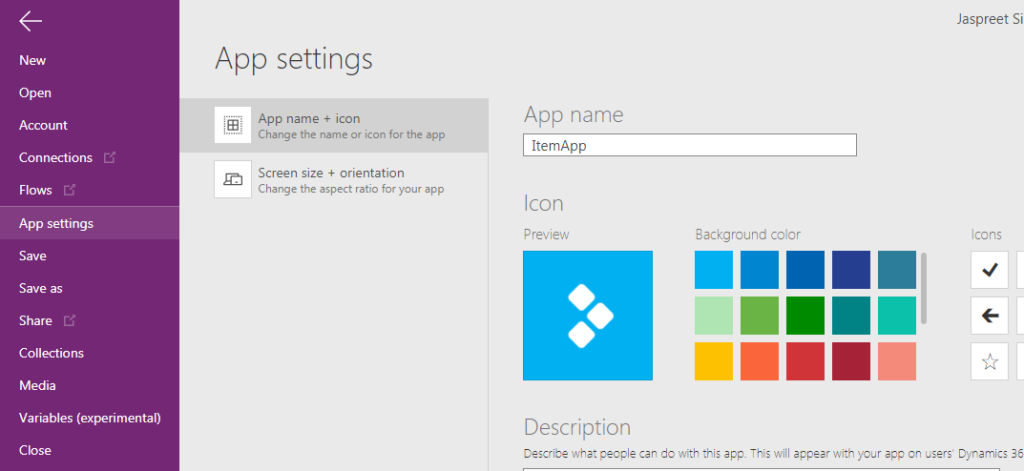 Jaspreet Si
New
Open
Account
Connections
Flows
App settings
Save
Save as
Share
Collections
Media
Variables (experimental)
Close
App settings
App name + icon
Change the name or icon for the app
Screen size + orientation
Change the aspect ratio for your app
App name
ItemApp
Icon
Preview
Background color
Icons
Description
Describe what people can do with this app. This will appear with your app on users' Dynamics 36